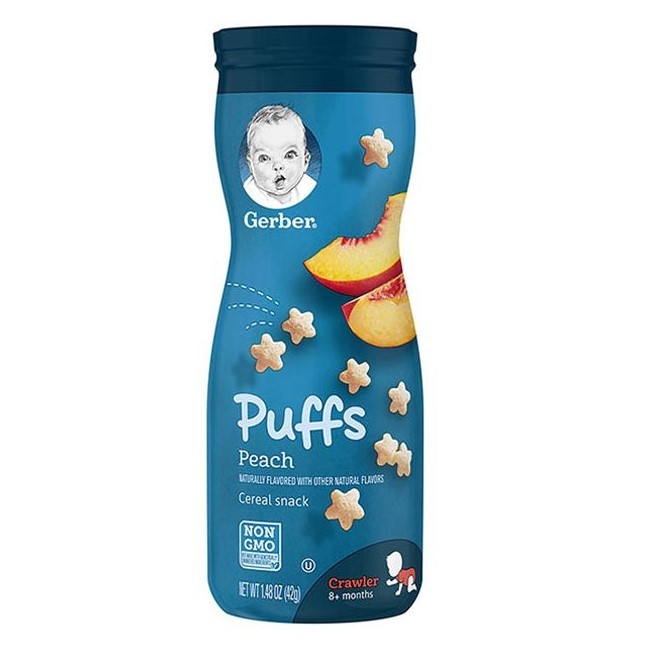 Gerber®
Puffs
Peach
NATURALLY FLAVORED WITH OTHER NATURAL FLAVORS
Cereal snack
NON
GMO
U
Crawler
8+ months
NET WT 1.48 OZ (42g)